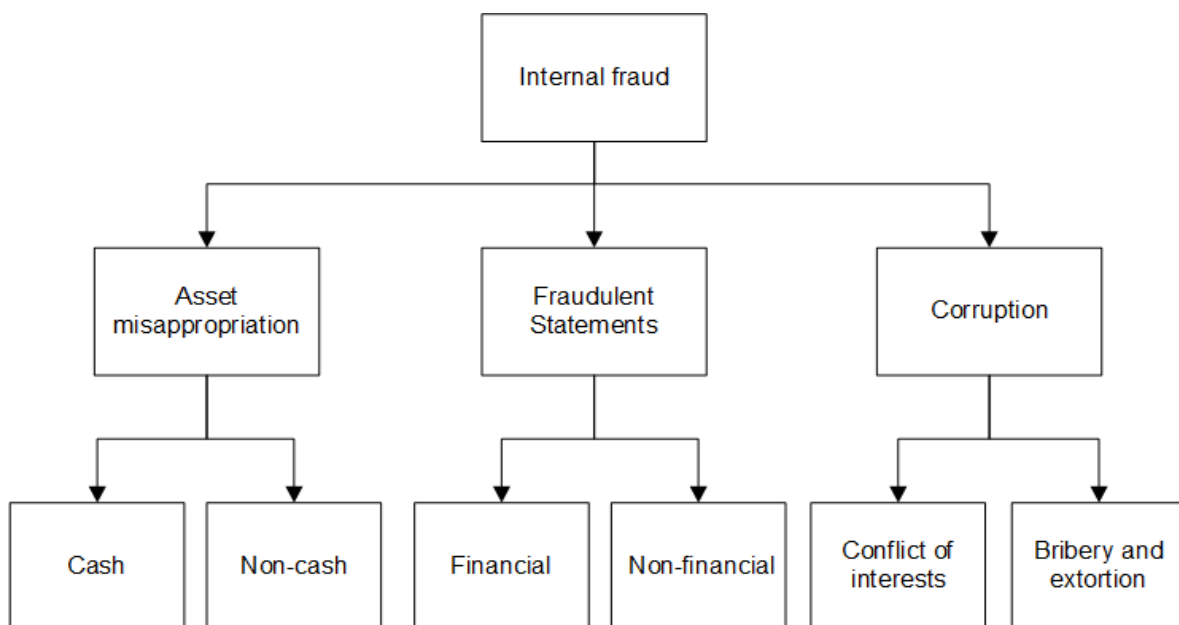 Internal fraud
Asset
misappropriation
Fraudulent
Statements
Corruption
Cash
Non-cash
Financial
Non-financial
Conflict of
interests
Bribery and
extortion